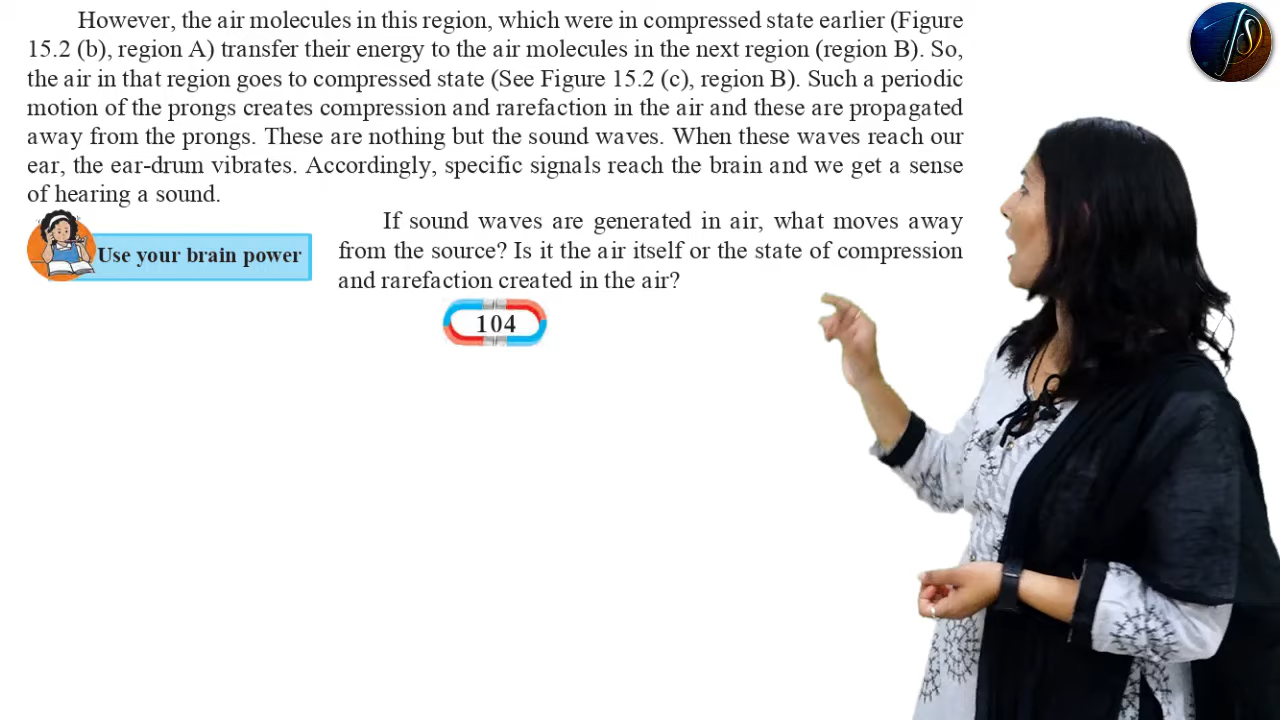 However, the air molecules in this region, which were in compressed state earlier (Figure
15.2 (b), region A) transfer their energy to the air molecules in the next region (region B). So,
the air in that region goes to compressed state (See Figure 15.2 (c), region B). Such a periodic
motion of the prongs creates compression and rarefaction in the air and these are propagated
away from the prongs. These are nothing but the sound waves. When these waves reach our
ear, the ear-drum vibrates. Accordingly, specific signals reach the brain and we get a sense
of hearing a sound.
Use your brain power
If sound waves are generated in air, what moves away
from the source? Is it the air itself or the state of compression
and rarefaction created in the air?
104